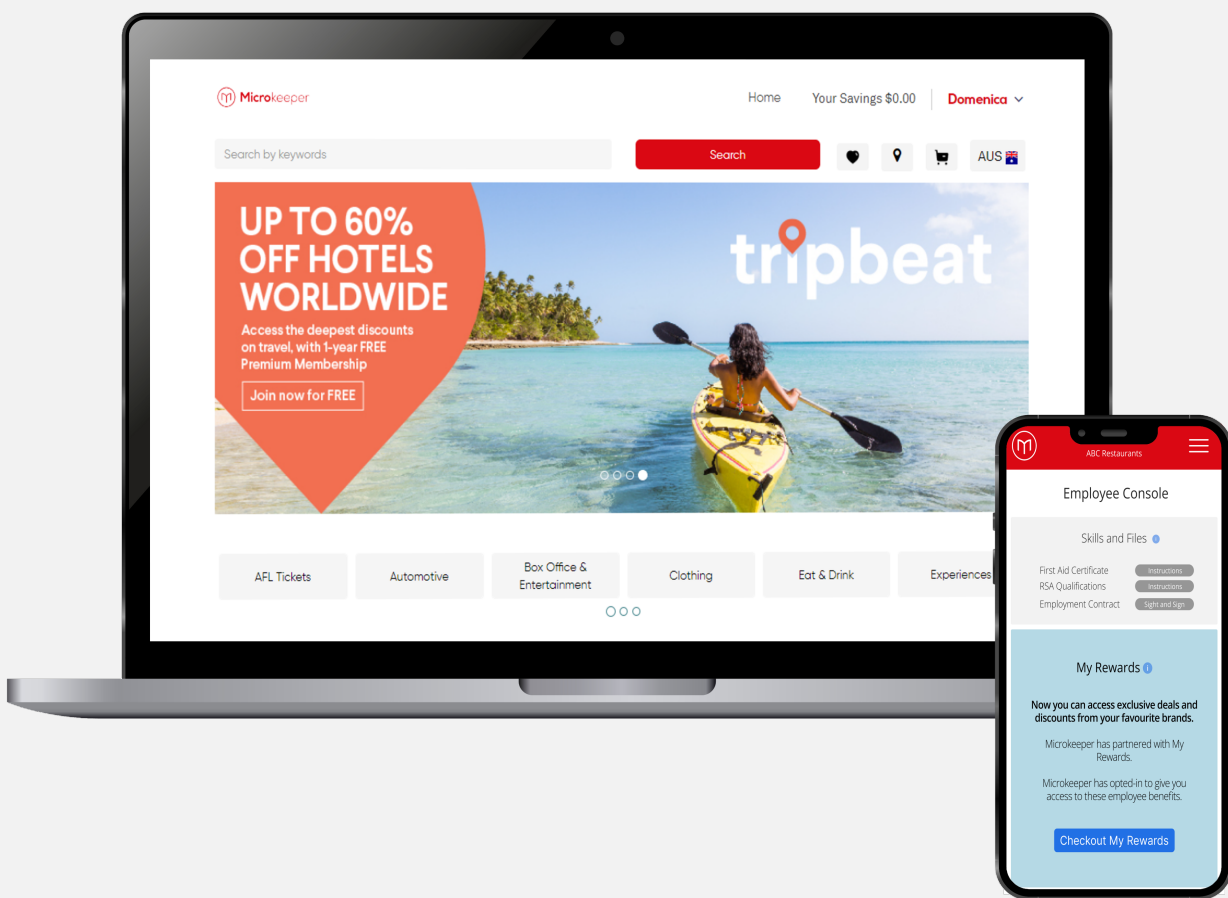 Microkeeper
Home
Your Savings $0.00
Domenica
Search by keywords
Search
AUS
UP TO 60%
OFF HOTELS
WORLDWIDE
Access the deepest discounts
on travel, with 1-year FREE
Premium Membership
Join now for FREE
tripbeat
AFL Tickets
Automotive
Box Office &
Entertainment
Clothing
Eat & Drink
Experiences
ABC Restaurants
Employee Console
Skills and Files
First Aid Certificate
Instructions
RSA Qualifications
Instructions
Employment Contract
Sight and Sign
My Rewards
Now you can access exclusive deals and
discounts from your favourite brands.
Microkeeper has partnered with My
Rewards.
Microkeeper has opted-in to give you
access to these employee benefits.
Checkout My Rewards